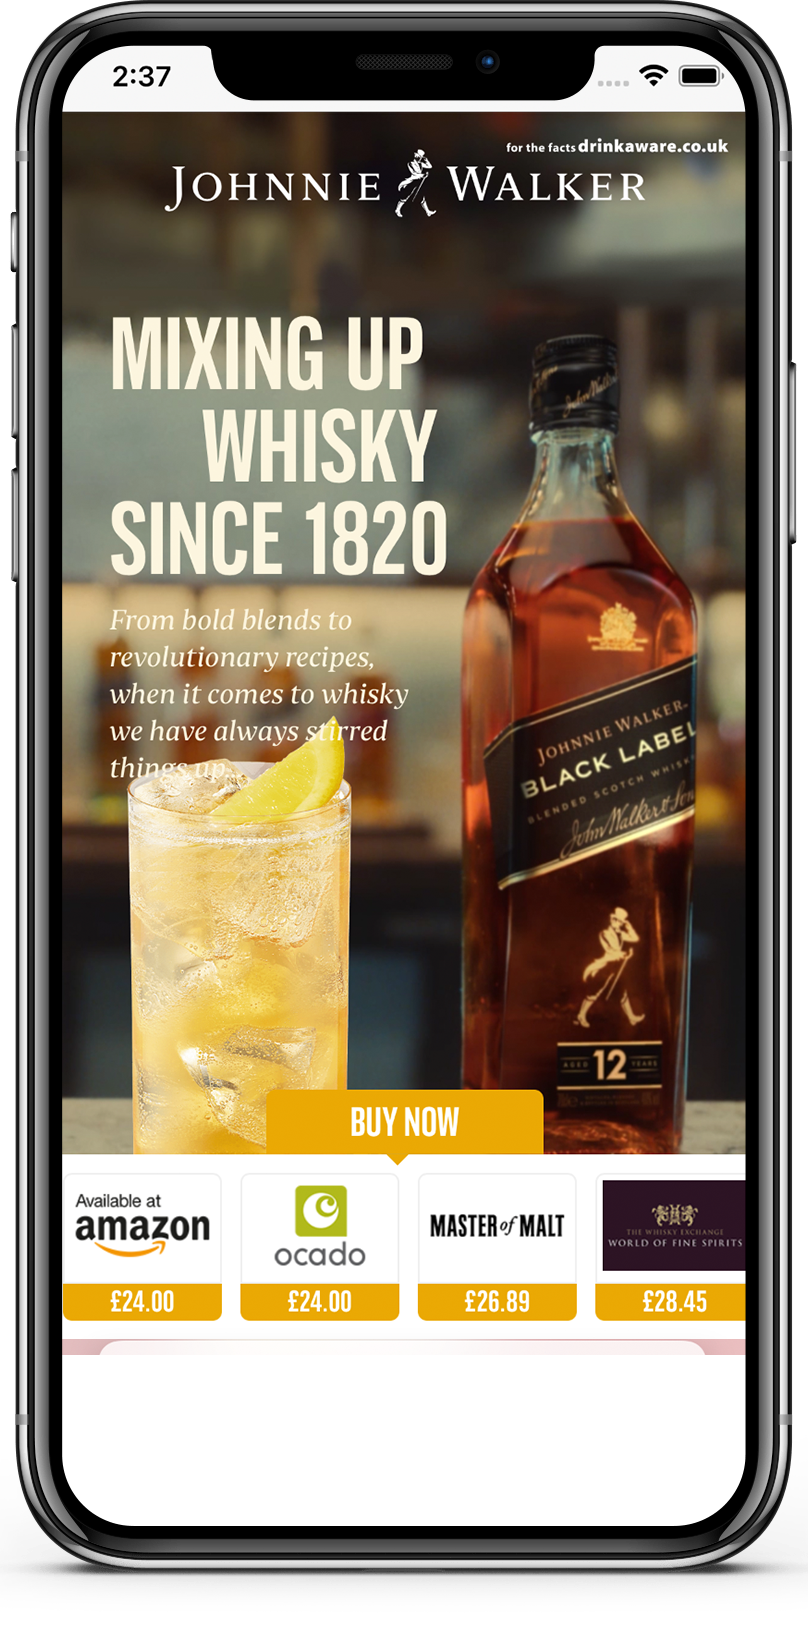 2:37
for the facts drinkaware.co.uk
JOHNNIE WALKER
MIXING UP
WHISKY
SINCE 1820
From bold blends to
revolutionary recipes,
when it comes to whisky
we have always stirred
things up...
JOHNNIE WALKER
BLACK LABEL
BLENDED SCOTCH WHISK
John Walker & Son
AGED 12 YEARS
BUY NOW
Available at
amazon
£24.00
ocado
£24.00
MASTER of MALT
£26.89
THE WHISKY EXCHANGE
WORLD OF FINE SPIRITS
£28.45